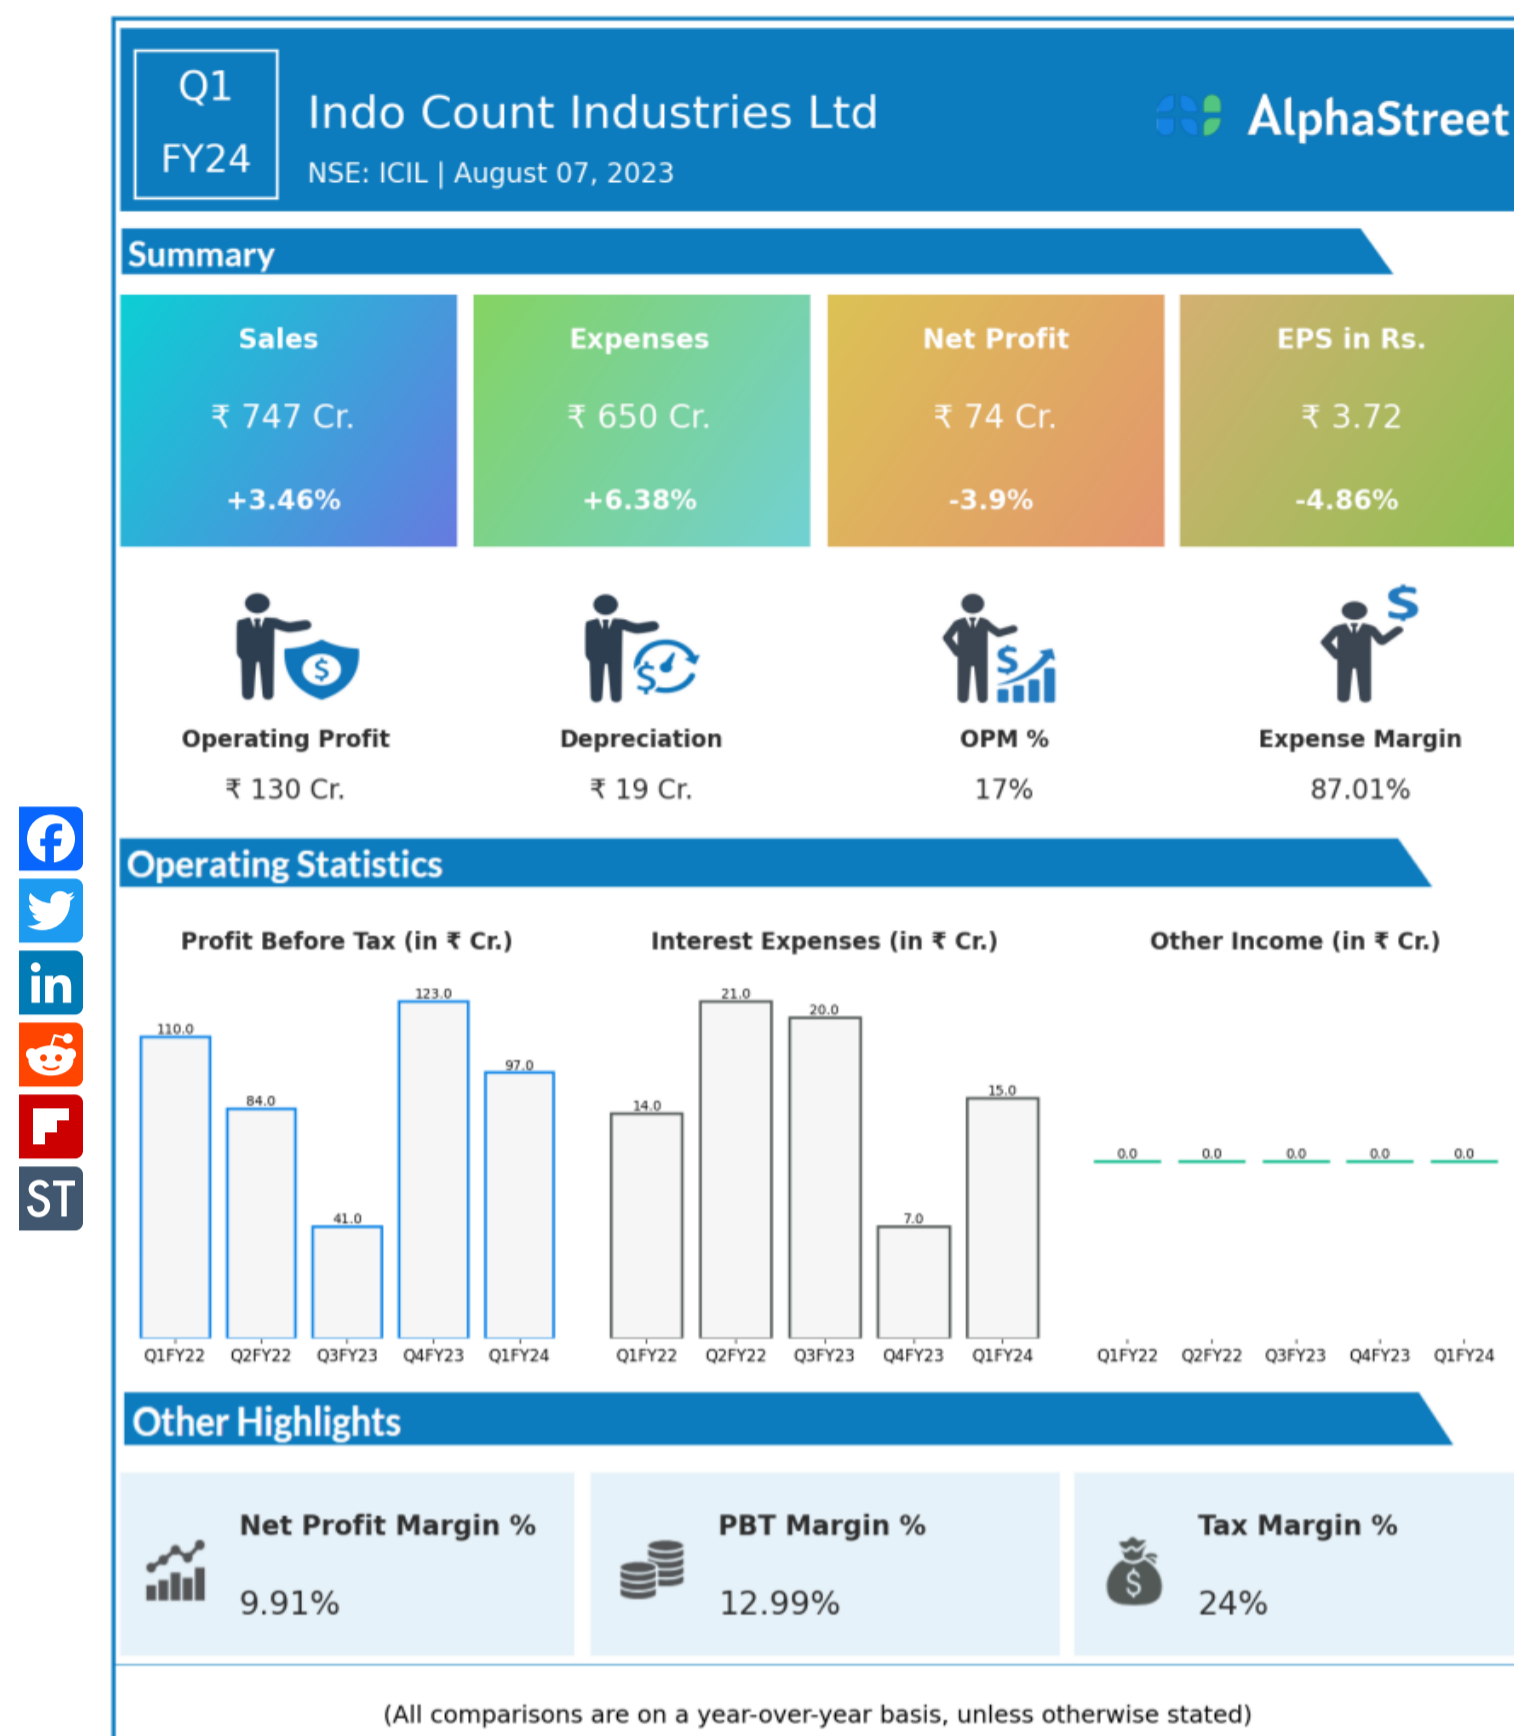 Q1
FY24
Indo Count Industries Ltd
NSE: ICIL | August 07, 2023
AlphaStreet
Summary
Sales
₹ 747 Cr.
+3.46%
Expenses
₹ 650 Cr.
+6.38%
Net Profit
₹ 74 Cr.
-3.9%
EPS in Rs.
₹ 3.72
-4.86%
$
Operating Profit
₹ 130 Cr.
$
Depreciation
₹ 19 Cr.
$
OPM %
17%
$
Expense Margin
87.01%
f
in
ST
Operating Statistics
Profit Before Tax (in ₹ Cr.)
110.0
84.0
41.0
123.0
97.0
Q1FY22 Q2FY22 Q3FY23 Q4FY23 Q1FY24
Interest Expenses (in ₹ Cr.)
14.0
21.0
20.0
7.0
15.0
Q1FY22 Q2FY22 Q3FY23 Q4FY23 Q1FY24
Other Income (in ₹ Cr.)
0.0 0.0 0.0 0.0 0.0
Q1FY22 Q2FY22 Q3FY23 Q4FY23 Q1FY24
Other Highlights
Net Profit Margin %
9.91%
PBT Margin %
12.99%
$
Tax Margin %
24%
(All comparisons are on a year-over-year basis, unless otherwise stated)